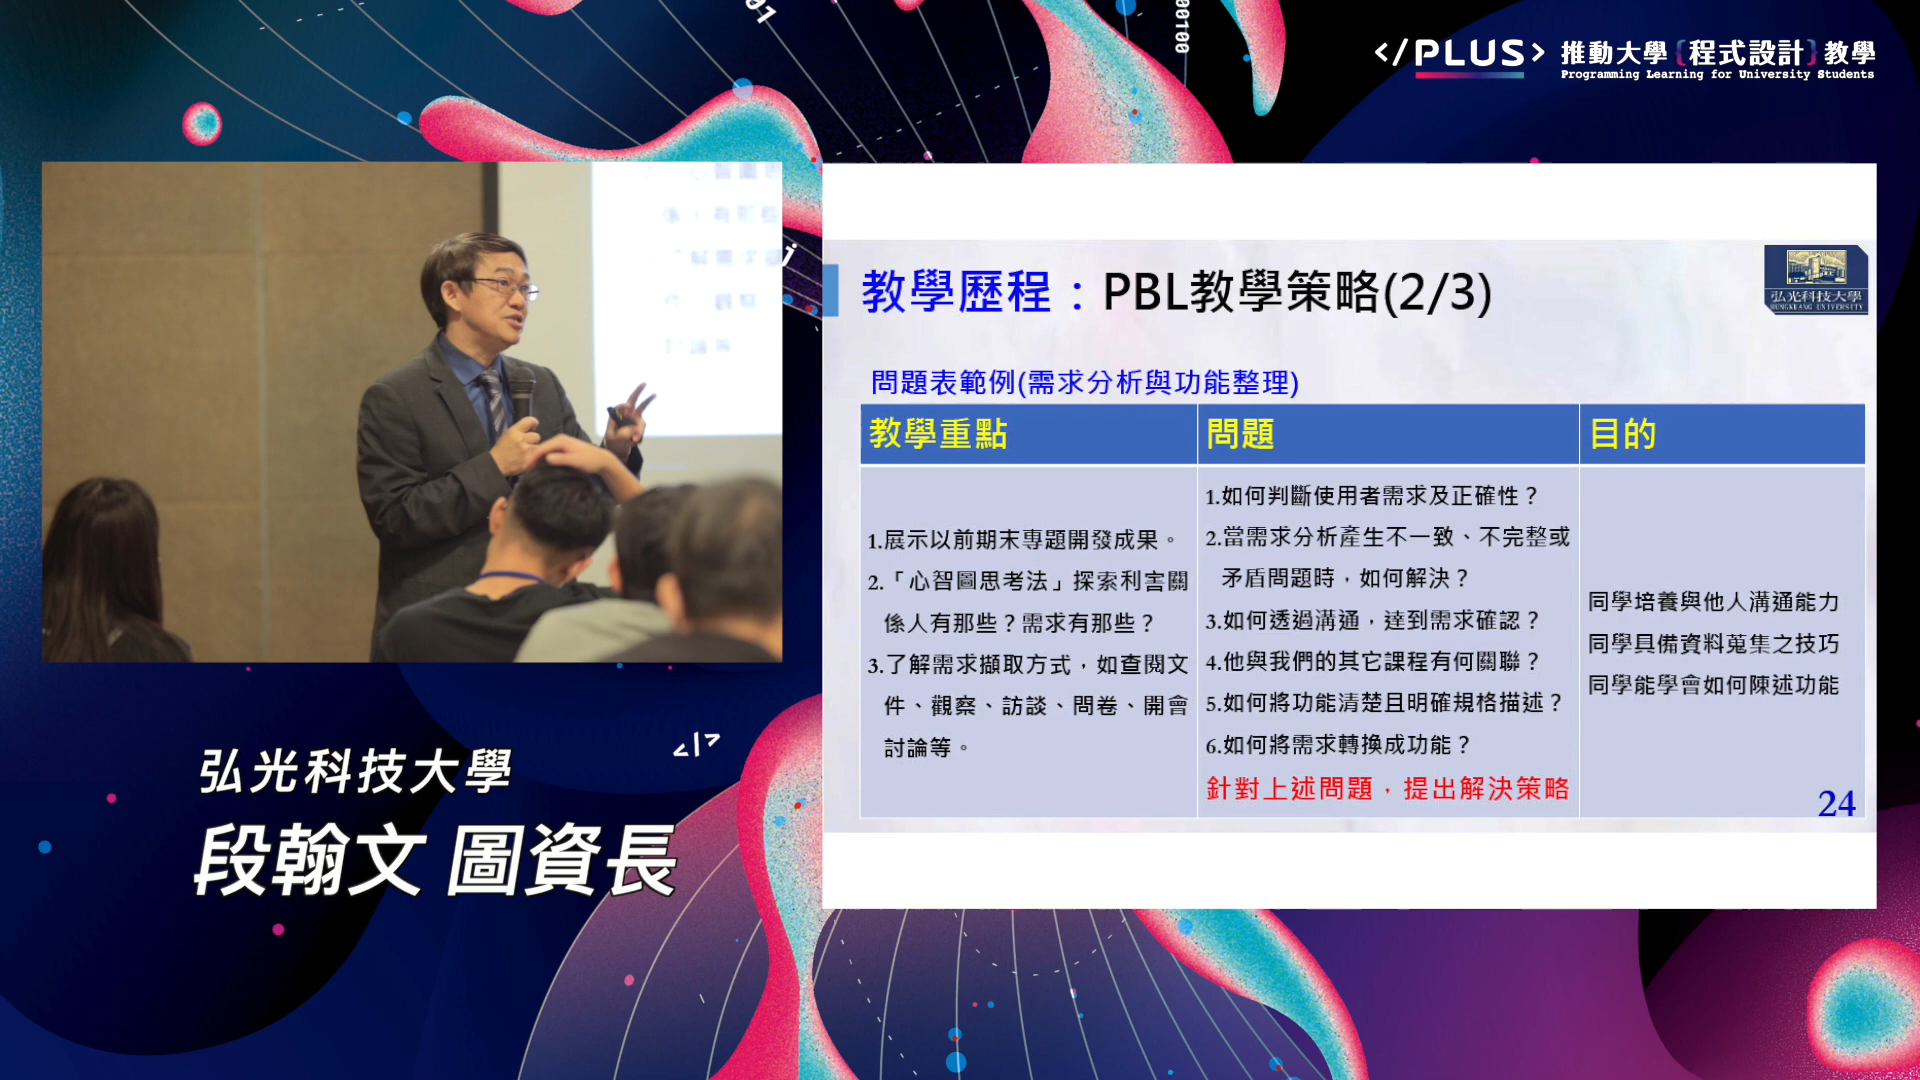 01
00100
</PLUS> 推動大學{程式設計}教學
Programming Learning for University Students
j
教學歷程：PBL教學策略(2/3)
弘光科技大學
HUNGKUANG UNIVERSITY
問題表範例(需求分析與功能整理)
教學重點
問題
目的
1.展示以前期末專題開發成果。
2.「心智圖思考法」探索利害關
係人有那些？需求有那些？
3.了解需求擷取方式，如查閱文
件、觀察、訪談、問卷、開會
討論等。
1.如何判斷使用者需求及正確性？
2.當需求分析產生不一致、不完整或
矛盾問題時，如何解決？
3.如何透過溝通，達到需求確認？
4.他與我們的其它課程有何關聯？
5.如何將功能清楚且明確規格描述？
6.如何將需求轉換成功能？
針對上述問題，提出解決策略
同學培養與他人溝通能力
同學具備資料蒐集之技巧
同學能學會如何陳述功能
24
</>
弘光科技大學
段翰文 圖資長